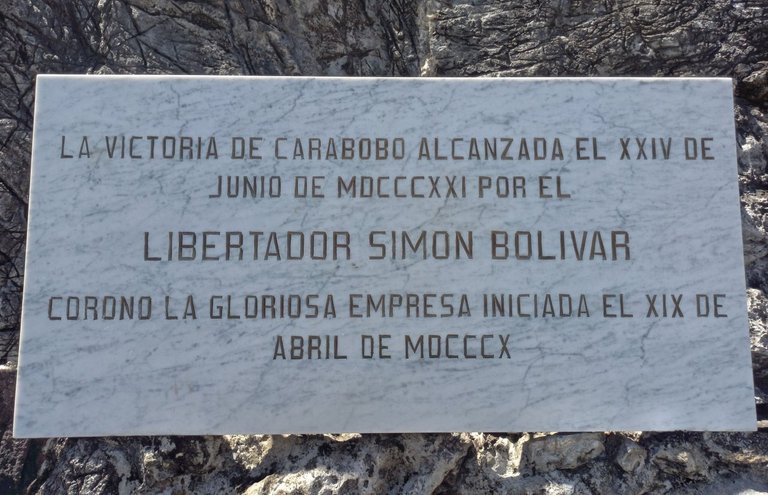 LA VICTORIA DE CARABOBO ALCANZADA EL XXIV DE
JUNIO DE MDCCCXXI POR EL
LIBERTADOR SIMON BOLIVAR
CORONO LA GLORIOSA EMPRESA INICIADA EL XIX DE
ABRIL DE MDCCCX